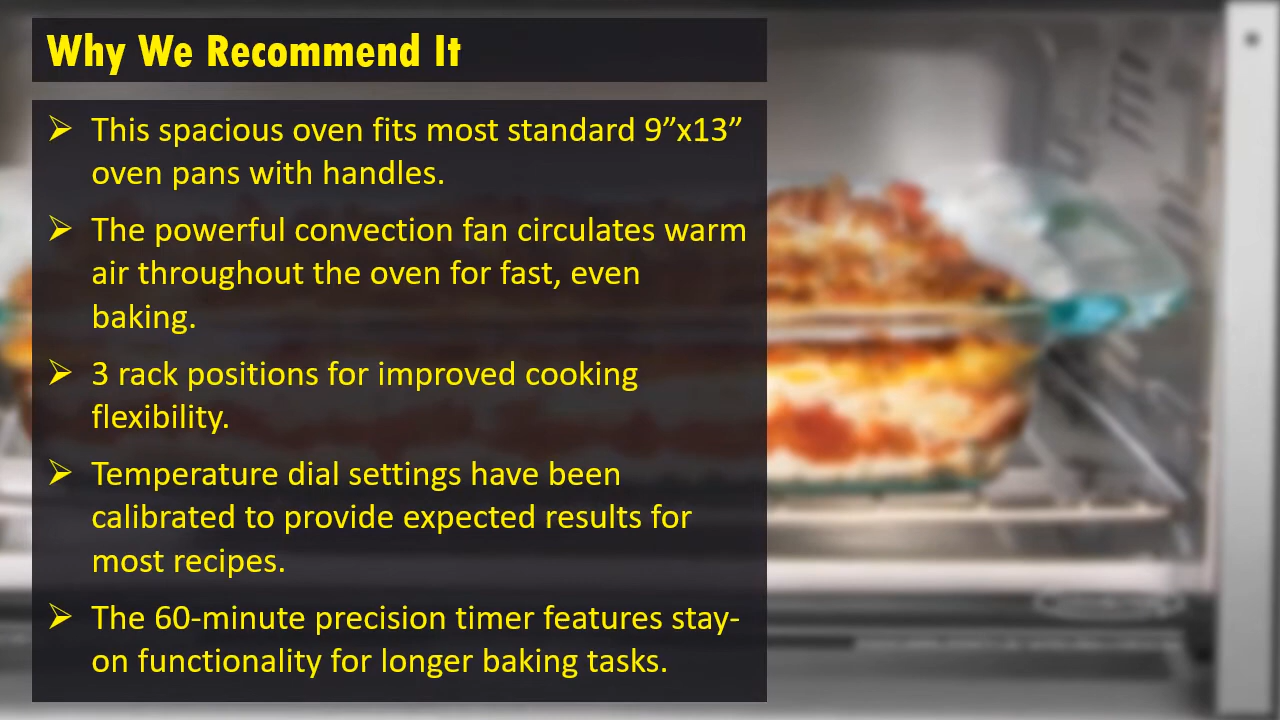 Why We Recommend It
➢ This spacious oven fits most standard 9”x13”
oven pans with handles.
➢ The powerful convection fan circulates warm
air throughout the oven for fast, even
baking.
➢ 3 rack positions for improved cooking
flexibility.
➢ Temperature dial settings have been
calibrated to provide expected results for
most recipes.
➢ The 60-minute precision timer features stay-
on functionality for longer baking tasks.